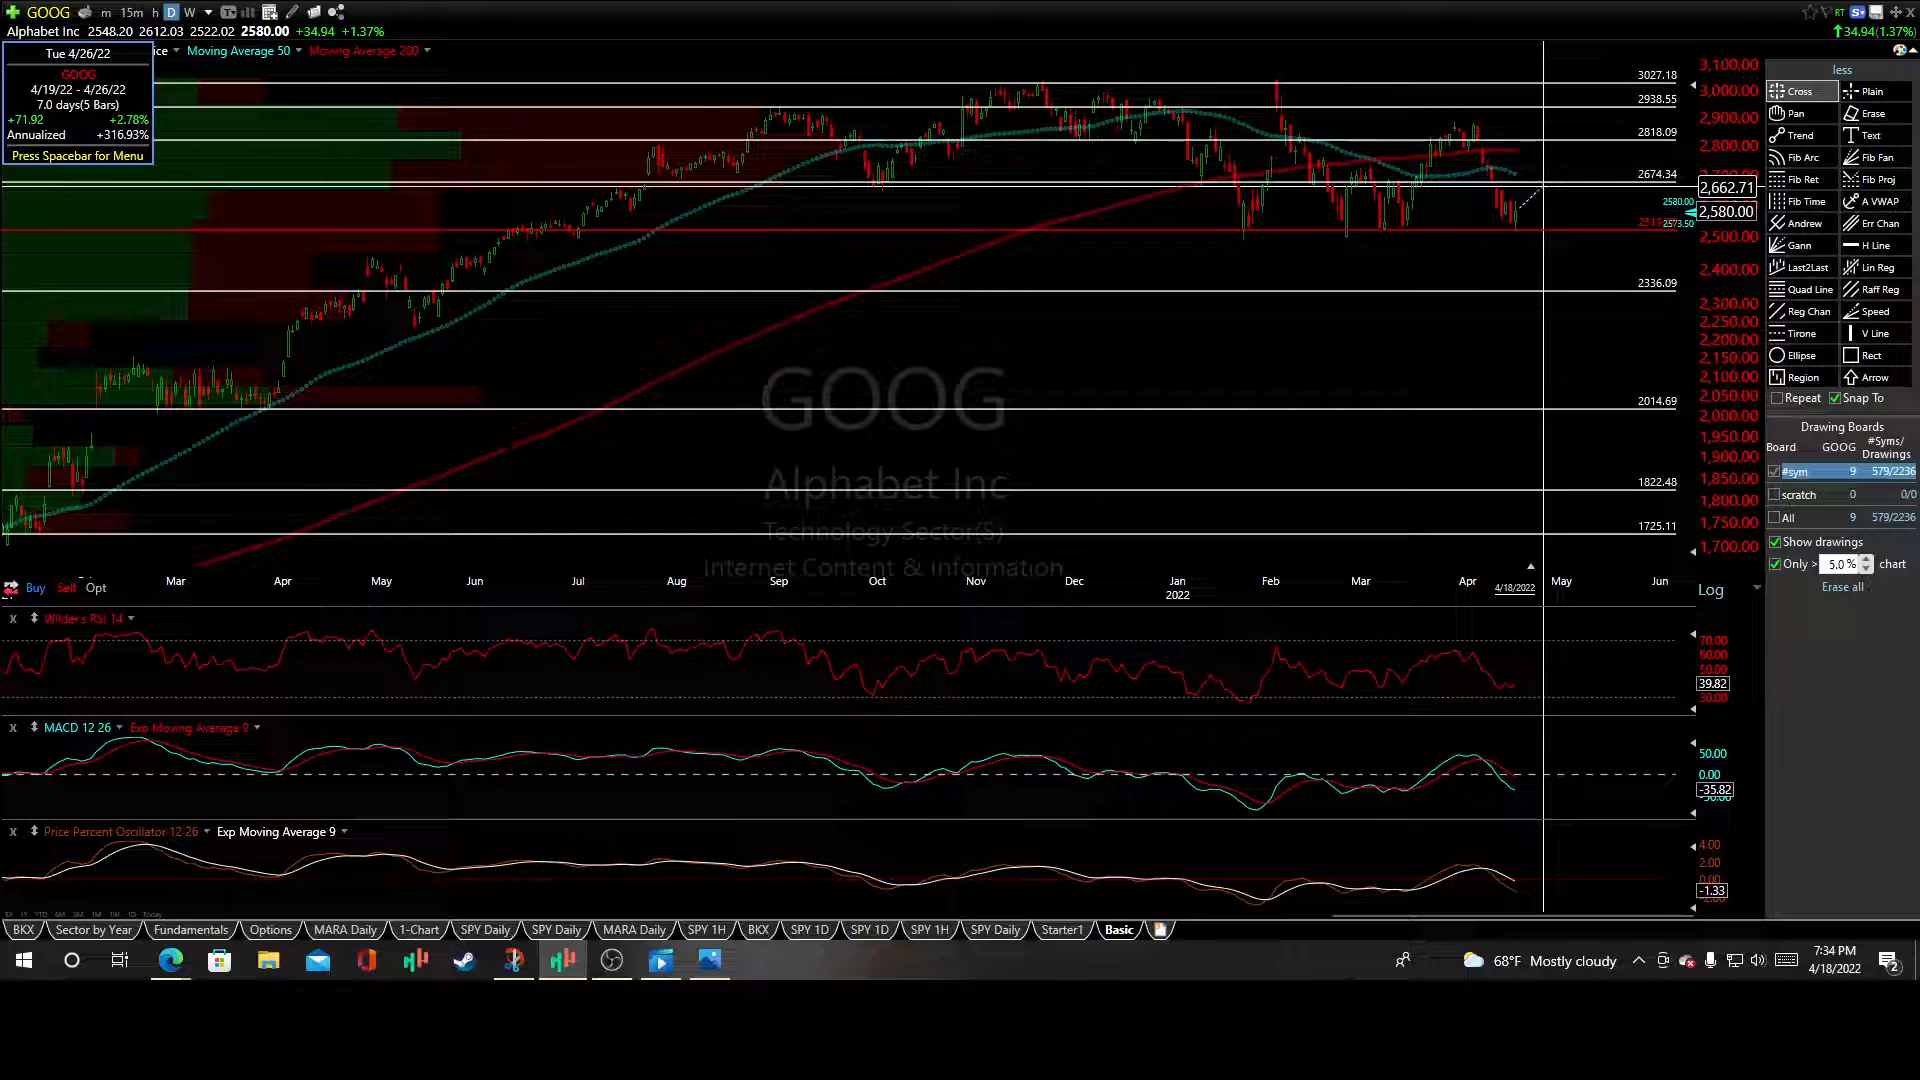 GOOG m 15m h D W RT
Alphabet Inc 2548.20 2612.03 2522.02 2580.00 +34.94 +1.37%
34.94(1.37%)
Tue 4/26/22
GOOG
4/19/22 - 4/26/22
7.0 days(5 Bars)
+71.92 +2.78%
Annualized +316.93%
Press Spacebar for Menu
Moving Average 50 Moving Average 200
3027.18
2938.55
2818.09
2674.34
2580.00
2573.50
2336.09
2014.69
1822.48
1725.11
3,100.00
3,000.00
2,900.00
2,800.00
2,662.71
2,580.00
2,500.00
2,400.00
2,300.00
2,250.00
2,200.00
2,150.00
2,100.00
2,050.00
2,000.00
1,950.00
1,900.00
1,850.00
1,800.00
1,750.00
1,700.00
GOOG
Alphabet Inc
Technology Sector(S)
Internet Content & Information
Mar Apr May Jun Jul Aug Sep Oct Nov Dec Jan Feb Mar Apr May Jun
2022
4/18/2022
Buy Sell Opt
Log
Wilder's RSI 14
70.00
60.00
50.00
39.82
30.00
MACD 12 26 Exp Moving Average 9
50.00
0.00
-35.82
Price Percent Oscillator 12 26 Exp Moving Average 9
4.00
2.00
0.00
-1.33
less
Cross Plain
Pan Erase
Trend Text
Fib Arc Fib Fan
Fib Ret Fib Proj
Fib Time A VWAP
Andrew Err Chan
Gann H Line
Last2Last Lin Reg
Quad Line Raff Reg
Reg Chan Speed
Tirone V Line
Ellipse Rect
Region Arrow
Repeat Snap To
Drawing Boards
Board GOOG #Syms/
Drawings
#sym 9 579/2236
scratch 0 0/0
All 9 579/2236
Show drawings
Only > 5.0 % chart
Erase all
BKX Sector by Year Fundamentals Options MARA Daily 1-Chart SPY Daily SPY Daily MARA Daily SPY 1H BKX SPY 1D SPY 1D SPY 1H SPY Daily Starter1 Basic
68°F Mostly cloudy
7:34 PM
4/18/2022
2